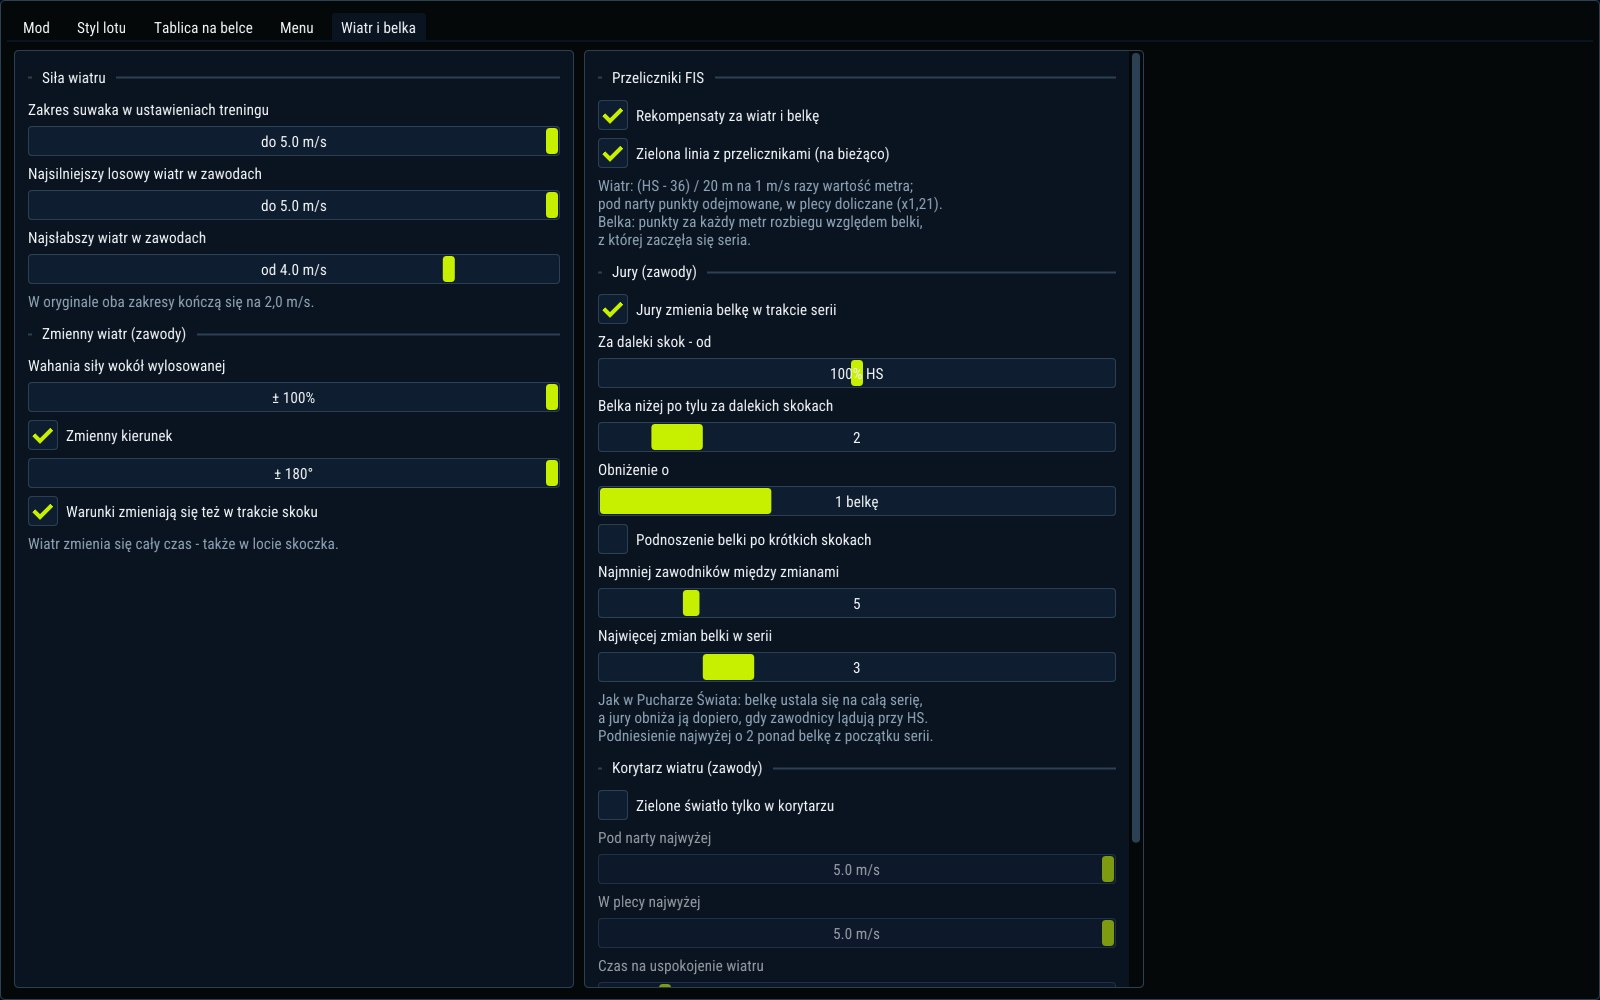 Mod
Styl lotu
Tablica na belce
Menu
Wiatr i belka
Siła wiatru
Zakres suwaka w ustawieniach treningu
do 5.0 m/s
Najsilniejszy losowy wiatr w zawodach
do 5.0 m/s
Najsłabszy wiatr w zawodach
od 4.0 m/s
W oryginale oba zakresy kończą się na 2,0 m/s.
Zmienny wiatr (zawody)
Wahania siły wokół wylosowanej
± 100%
Zmienny kierunek
± 180°
Warunki zmieniają się też w trakcie skoku
Wiatr zmienia się cały czas - także w locie skoczka.
Przeliczniki FIS
Rekompensaty za wiatr i belkę
Zielona linia z przelicznikami (na bieżąco)
Wiatr: (HS - 36) / 20 m na 1 m/s razy wartość metra;
pod narty punkty odejmowane, w plecy doliczane (x1,21).
Belka: punkty za każdy metr rozbiegu względem belki,
z której zaczęła się seria.
Jury (zawody)
Jury zmienia belkę w trakcie serii
Za daleki skok - od
100% HS
Belka niżej po tylu za dalekich skokach
2
Obniżenie o
1 belkę
Podnoszenie belki po krótkich skokach
Najmniej zawodników między zmianami
5
Najwięcej zmian belki w serii
3
Jak w Pucharze Świata: belkę ustala się na całą serię,
a jury obniża ją dopiero, gdy zawodnicy lądują przy HS.
Podniesienie najwyżej o 2 ponad belkę z początku serii.
Korytarz wiatru (zawody)
Zielone światło tylko w korytarzu
Pod narty najwyżej
5.0 m/s
W plecy najwyżej
5.0 m/s
Czas na uspokojenie wiatru